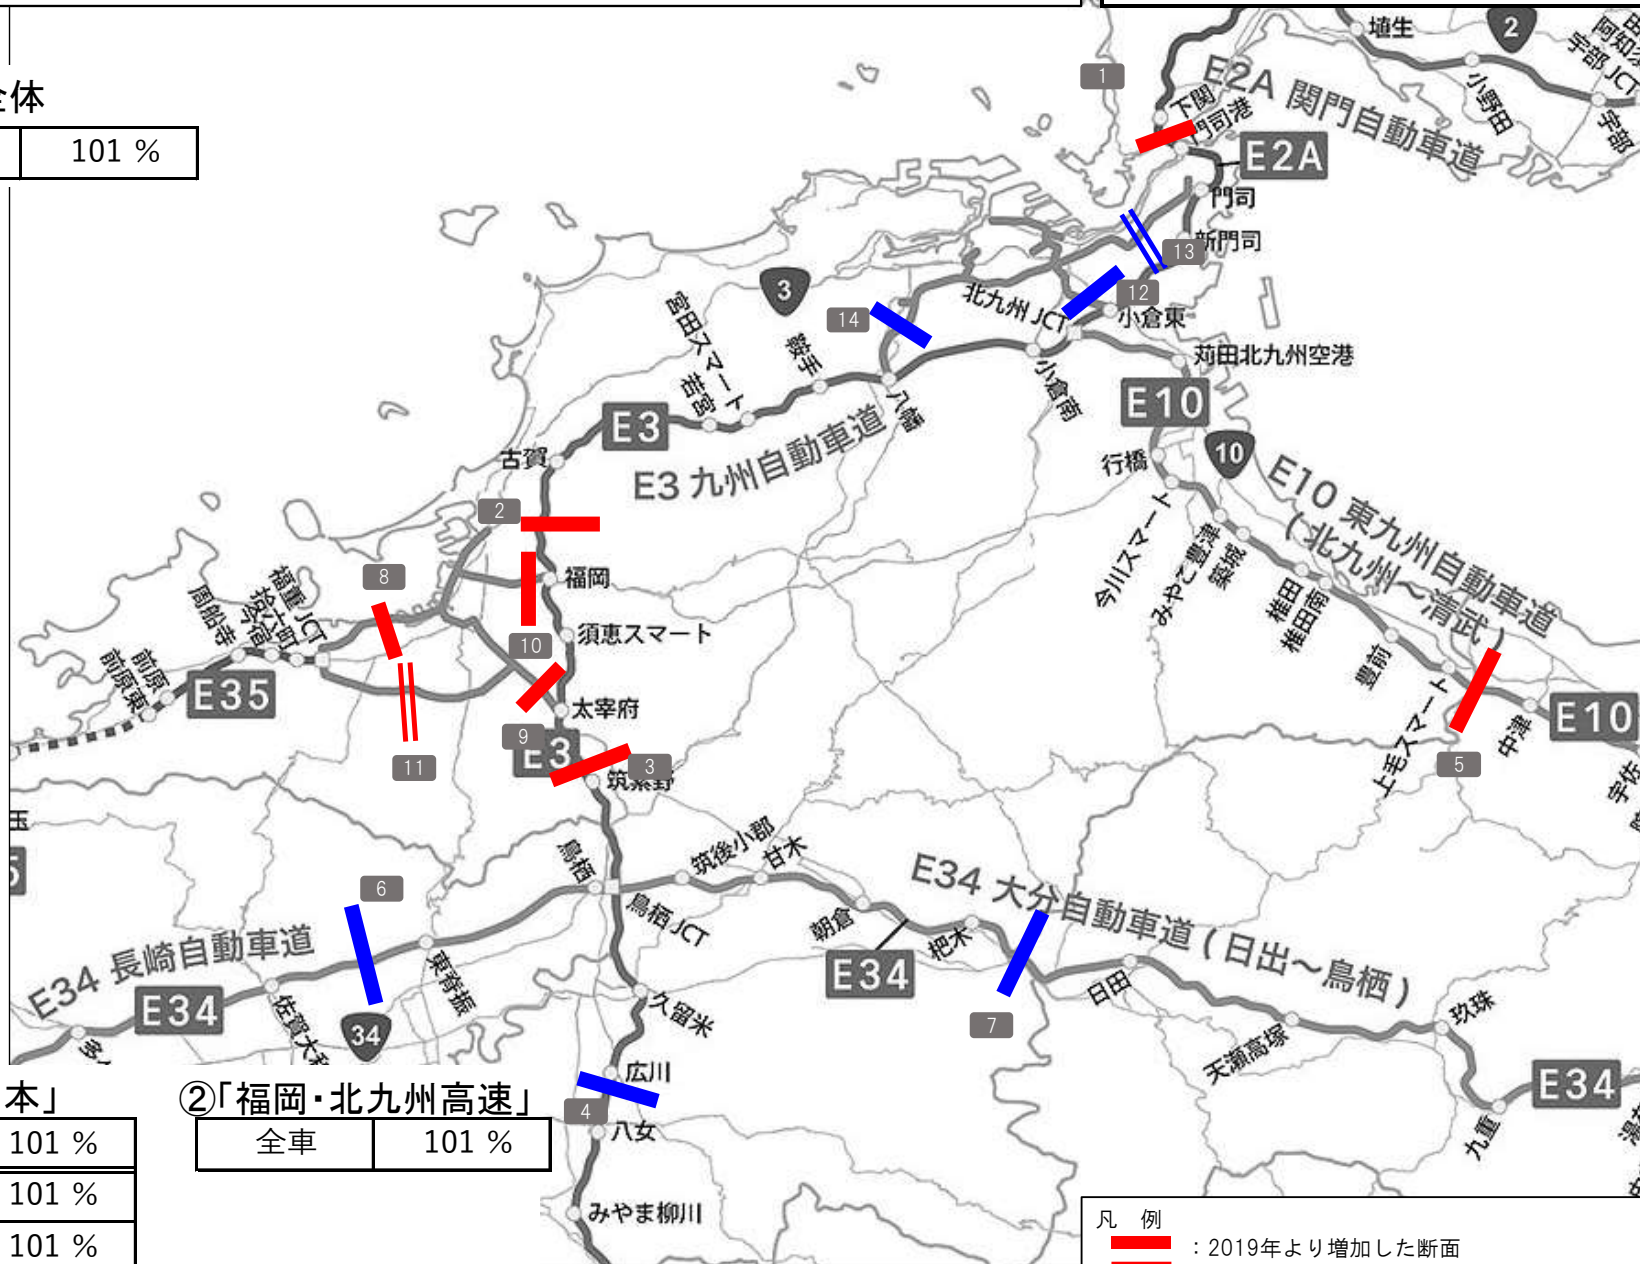 全体
101 %
1
2
埴生
小野田
宇部 JCT
宇部
E2A 関門自動車道
下関
門司港
E2A
門司
新門司
13
12
小倉東
北九州 JCT
14
3
宮田スマート
若宮
鞍手
八幡
小倉南
苅田北九州空港
E10
10
E3
E3 九州自動車道
古賀
行橋
今川スマート
みやこ豊津
築城
椎田
椎田南
豊前
上毛スマート
中津
宇佐
E10 東九州自動車道
( 北九州～清武 )
E10
5
2
8
福岡
10
須恵スマート
福重 JCT
拾六町
今宿
周船寺
前原
前原東
E35
太宰府
9
E3
3
筑紫野
11
玉
5
6
鳥栖
鳥栖 JCT
筑後小郡
甘木
朝倉
杷木
E34
E34 大分自動車道 ( 日出～鳥栖 )
日田
7
天瀬高塚
玖珠
九重
E34
E34 長崎自動車道
E34
東脊振
佐賀大和
34
久留米
広川
4
八女
みやま柳川
本」
101 %
101 %
101 %
②「福岡・北九州高速」
全車 101 %
凡 例
：2019年より増加した断面